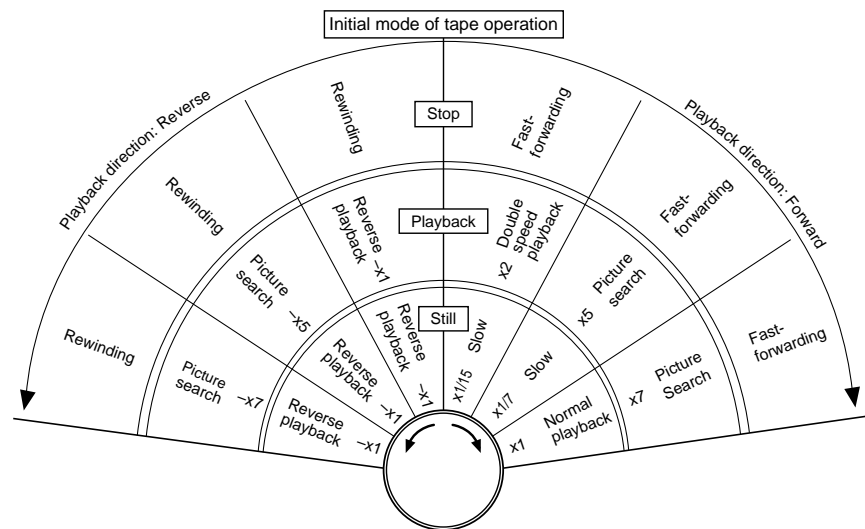 Initial mode of tape operation
Playback direction: Reverse
Playback direction: Forward
Stop
Rewinding
Rewinding
Rewinding
Fast-
forwarding
Fast-
forwarding
Fast-
forwarding
Playback
Reverse
playback
–x1
Picture
search
–x5
Picture
search
–x7
Double
speed
playback
x2
Picture
search
x5
Picture
Search
x7
Still
Reverse
playback
–x1
Reverse
playback
–x1
Reverse
playback
–x1
Slow
x1/15
Slow
x1/7
Normal
playback
x1